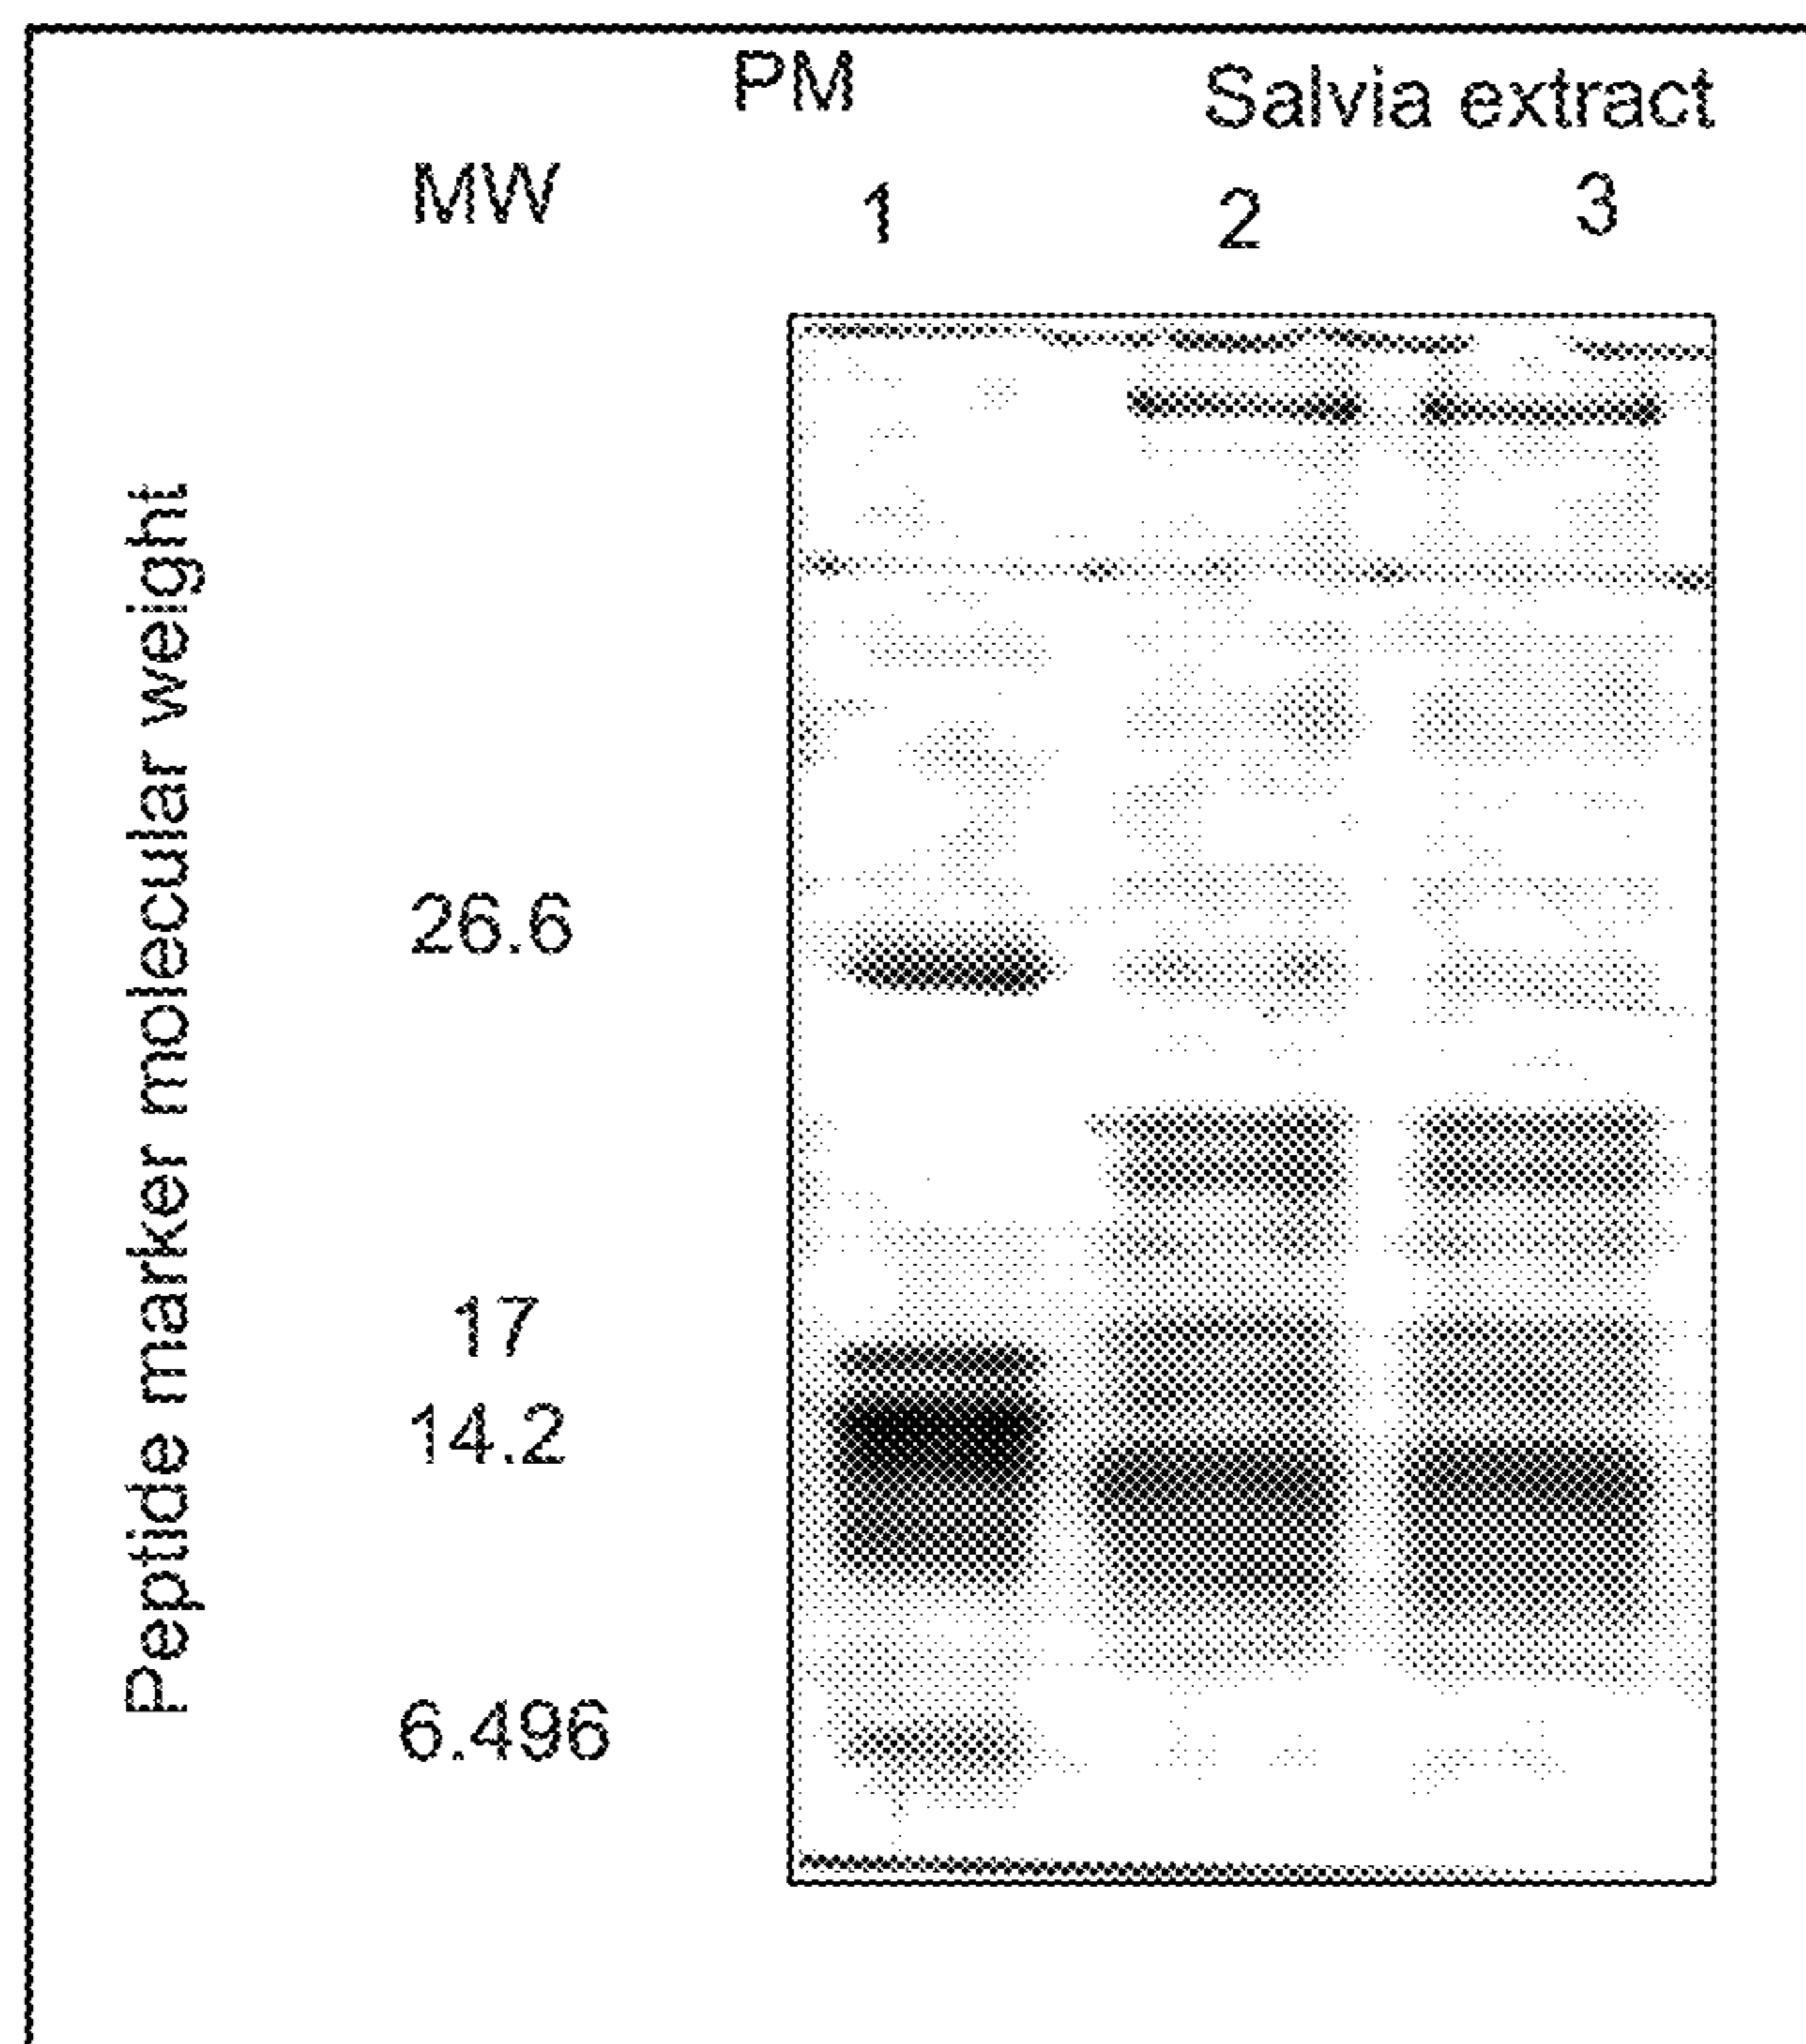 PM
Salvia extract
MW
1
2
3
Peptide marker molecular weight
26.6
17
14.2
6.496